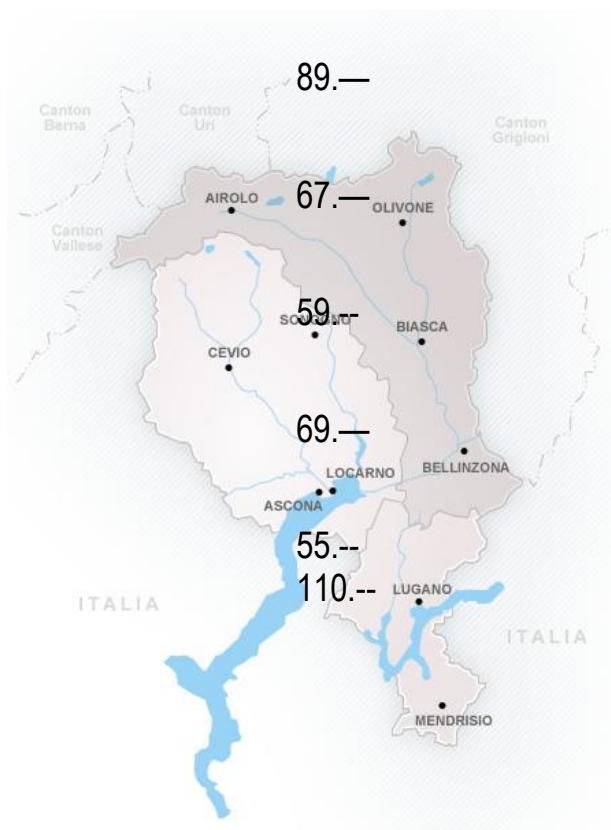 89.—
Canton
Berna
Canton
Uri
Canton
Grigioni
AIROLO
67.—
OLIVONE
Canton
Vallese
59.--
SONOGNO
BIASCA
CEVIO
69.—
LOCARNO
BELLINZONA
ASCONA
55.--
110.--
LUGANO
ITALIA
ITALIA
MENDRISIO